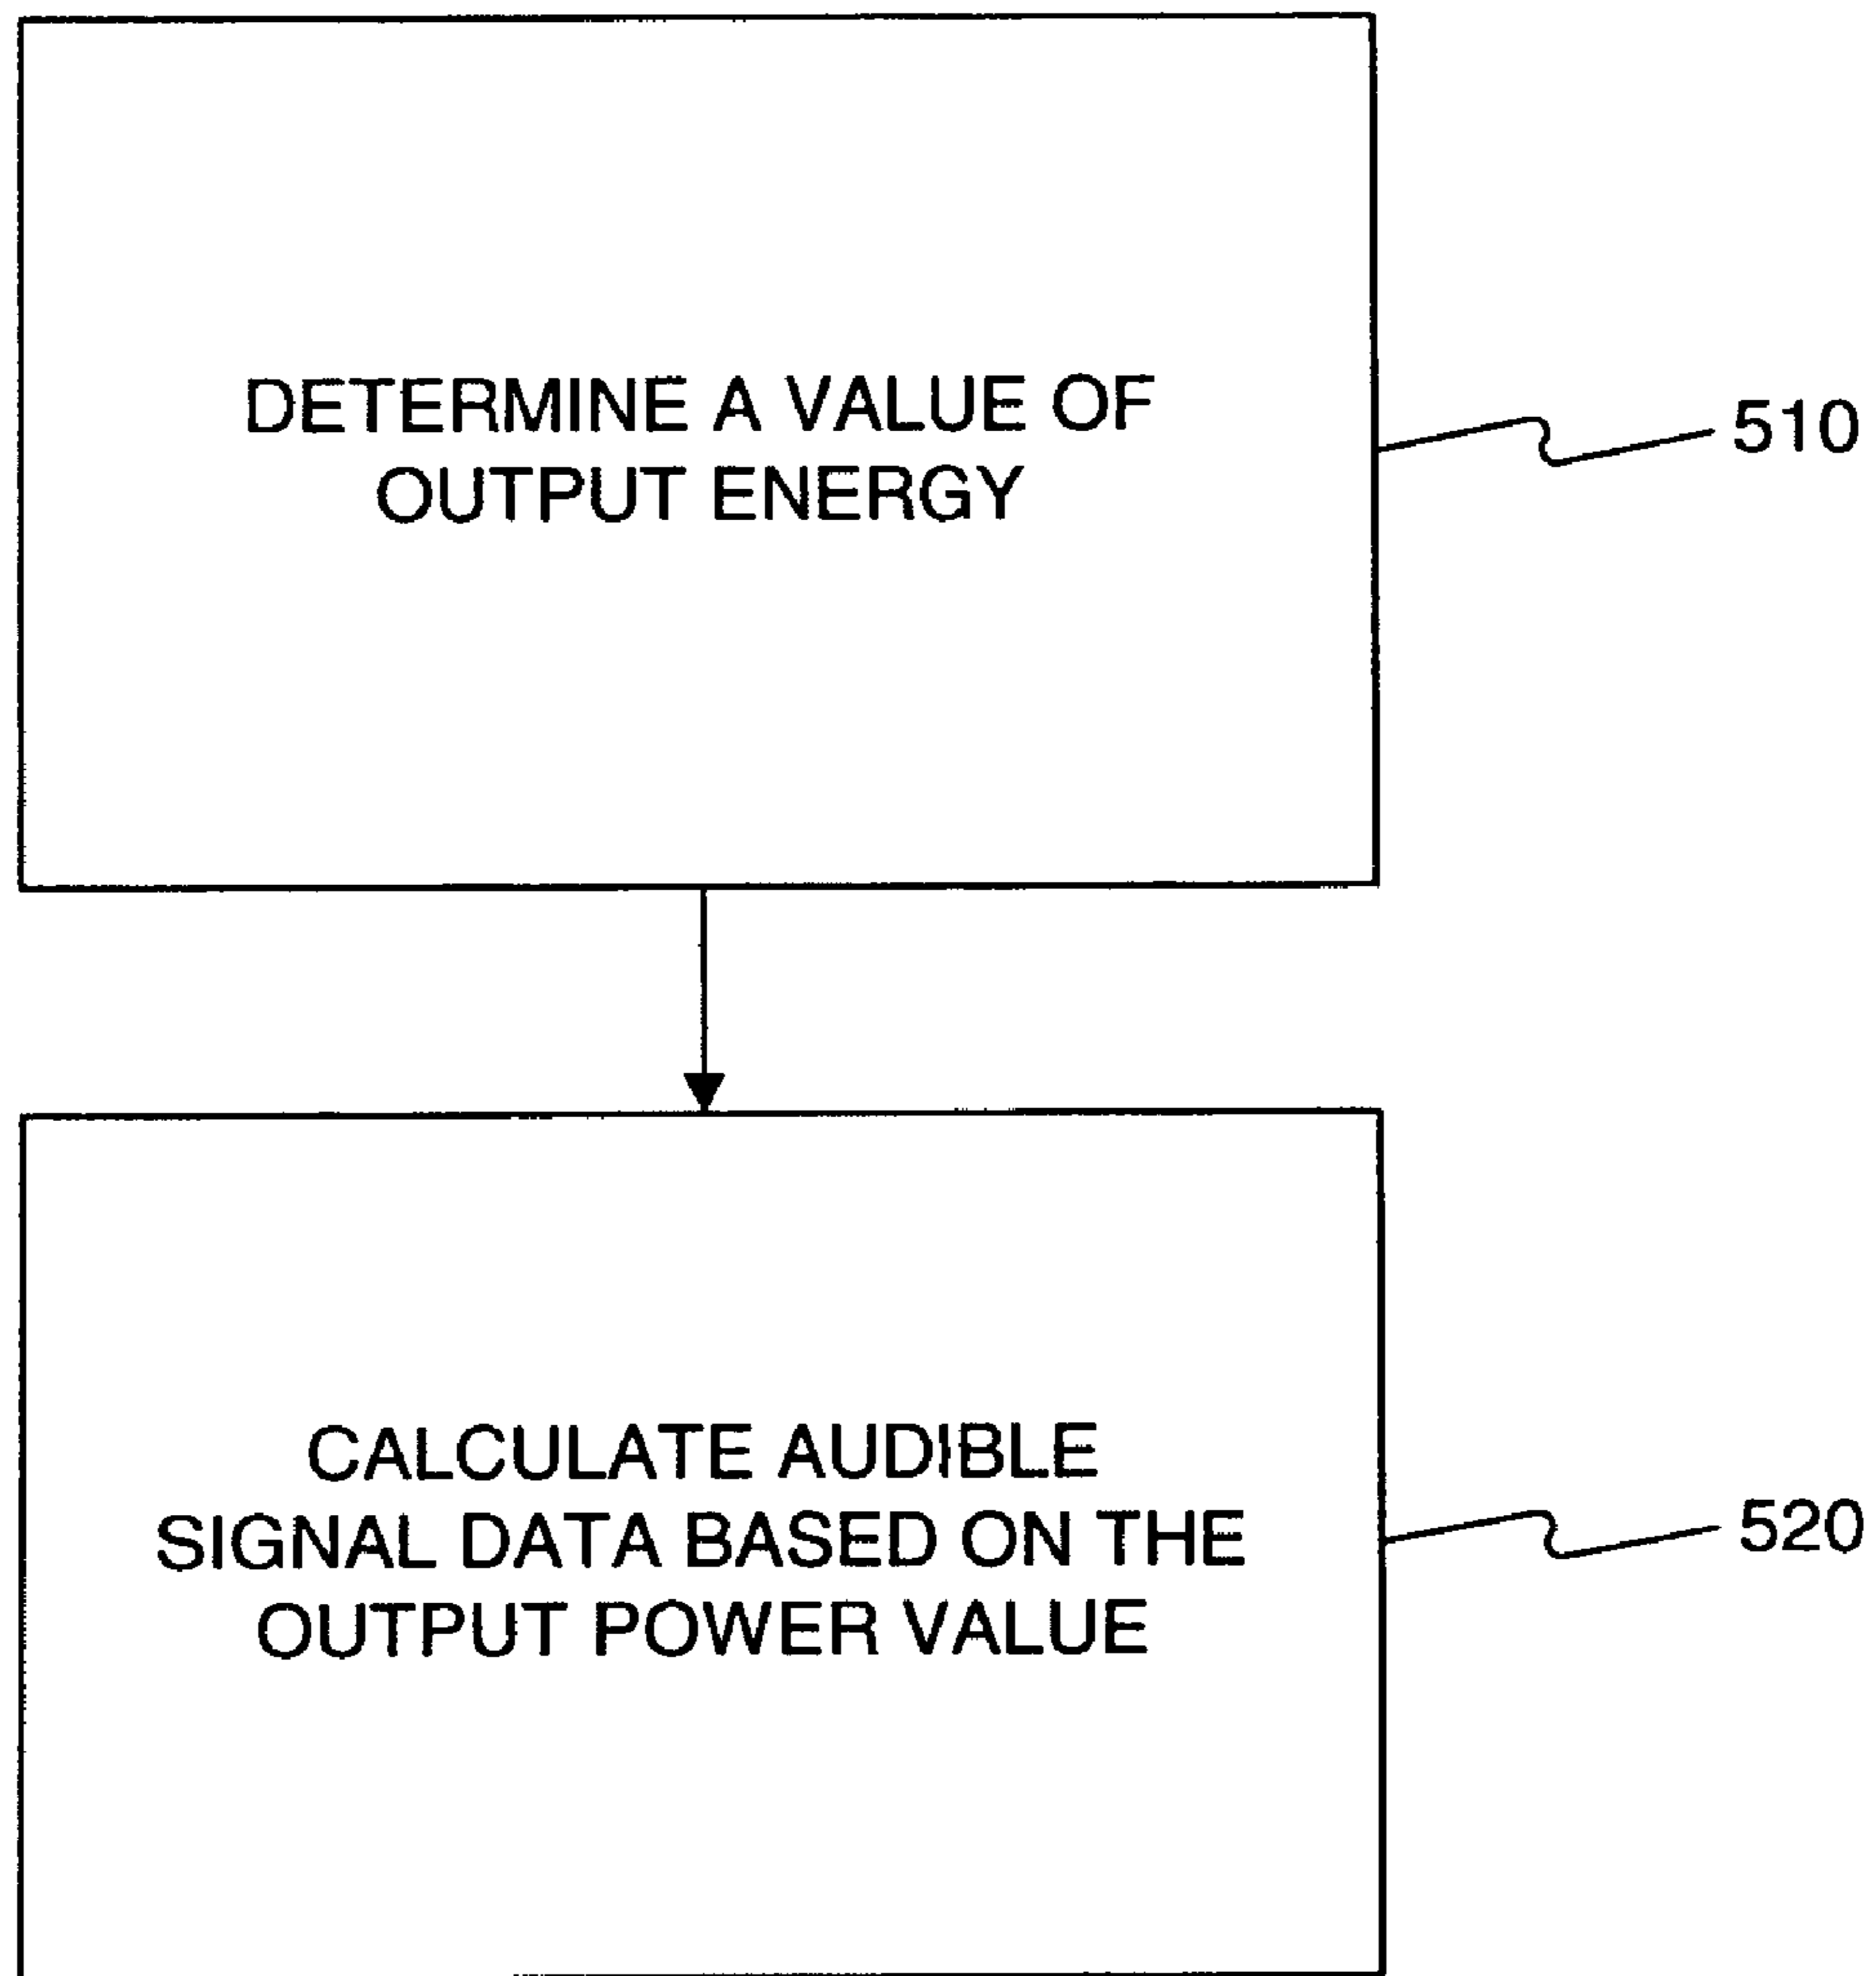 DETERMINE A VALUE OF
OUTPUT ENERGY
510
CALCULATE AUDIBLE
SIGNAL DATA BASED ON THE
OUTPUT POWER VALUE
520